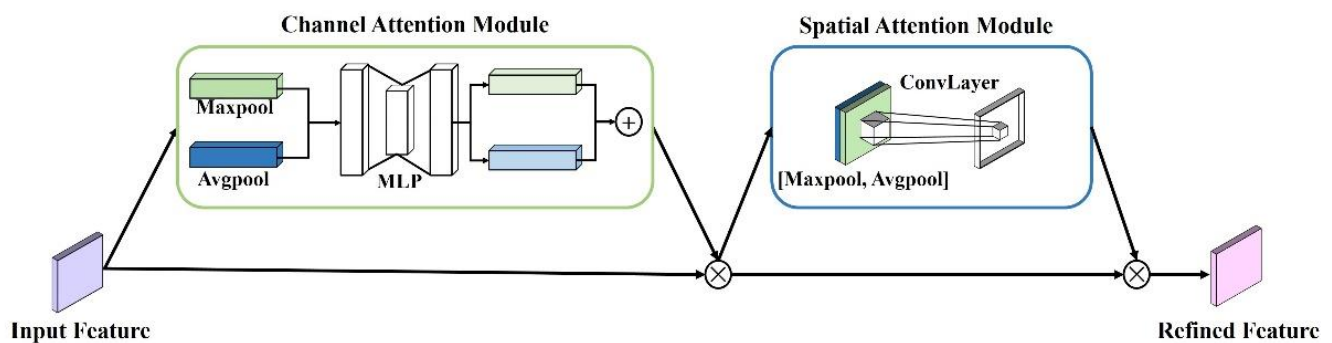 Channel Attention Module
Spatial Attention Module
Maxpool
Avgpool
MLP
ConvLayer
[Maxpool, Avgpool]
Input Feature
Refined Feature